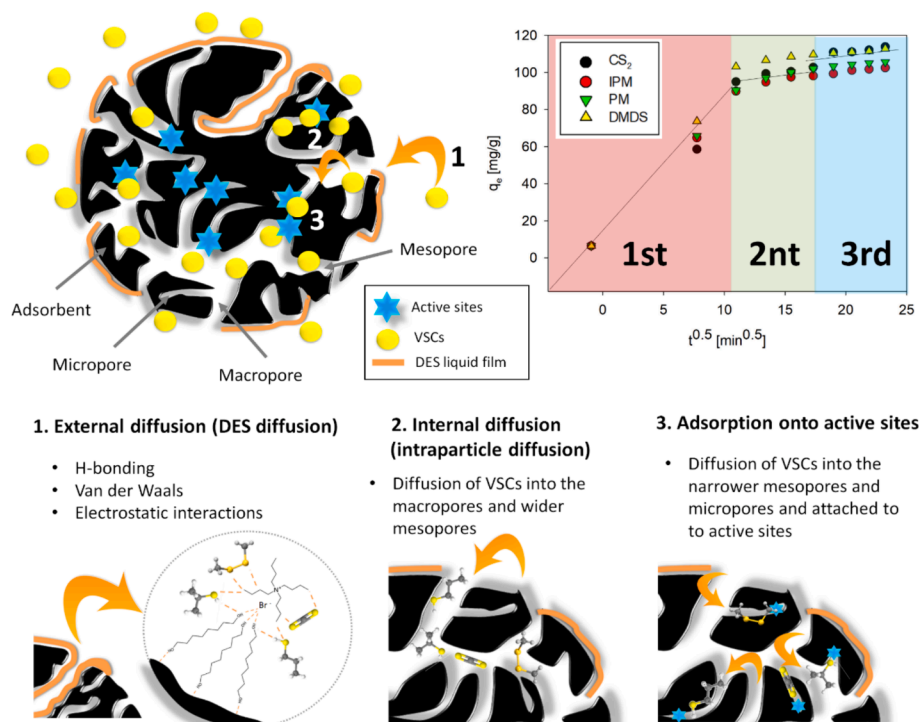 1
2
3
Adsorbent
Micropore
Macropore
Mesopore
Active sites
VSCs
DES liquid film
qe [mg/g]
120
100
80
60
40
20
0
CS2
IPM
PM
DMDS
1st
2nt
3rd
0
5
10
15
20
25
t^0.5 [min^0.5]
1. External diffusion (DES diffusion)
• H-bonding
• Van der Waals
• Electrostatic interactions
N
Br -
2. Internal diffusion
(intraparticle diffusion)
• Diffusion of VSCs into the
macropores and wider
mesopores
3. Adsorption onto active sites
• Diffusion of VSCs into the
narrower mesopores and
micropores and attached to
to active sites